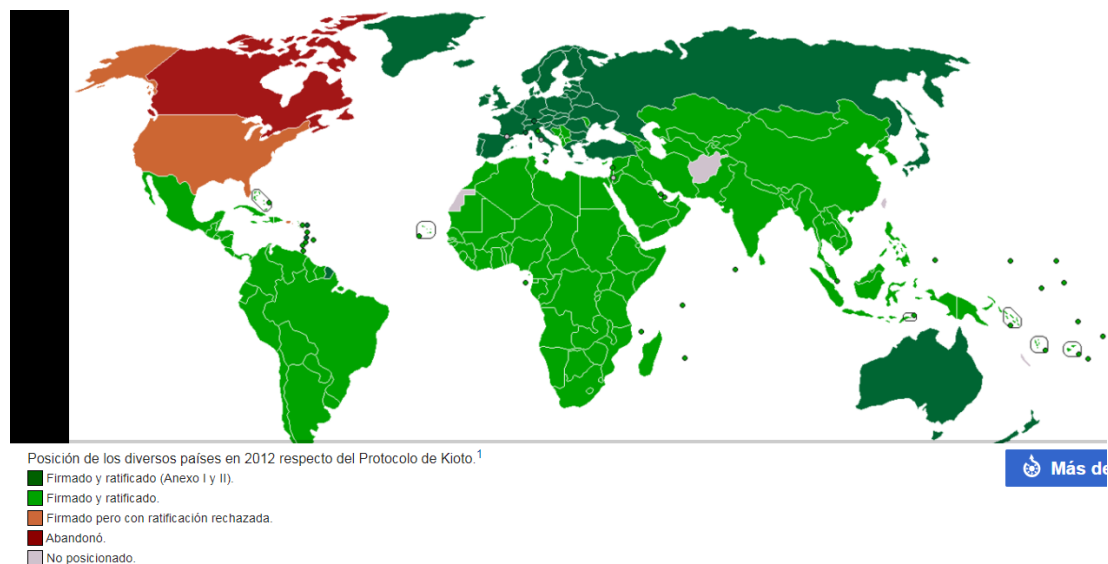 Posición de los diversos países en 2012 respecto del Protocolo de Kioto.1
Firmado y ratificado (Anexo I y II).
Firmado y ratificado.
Firmado pero con ratificación rechazada.
Abandonó.
No posicionado.
Más de